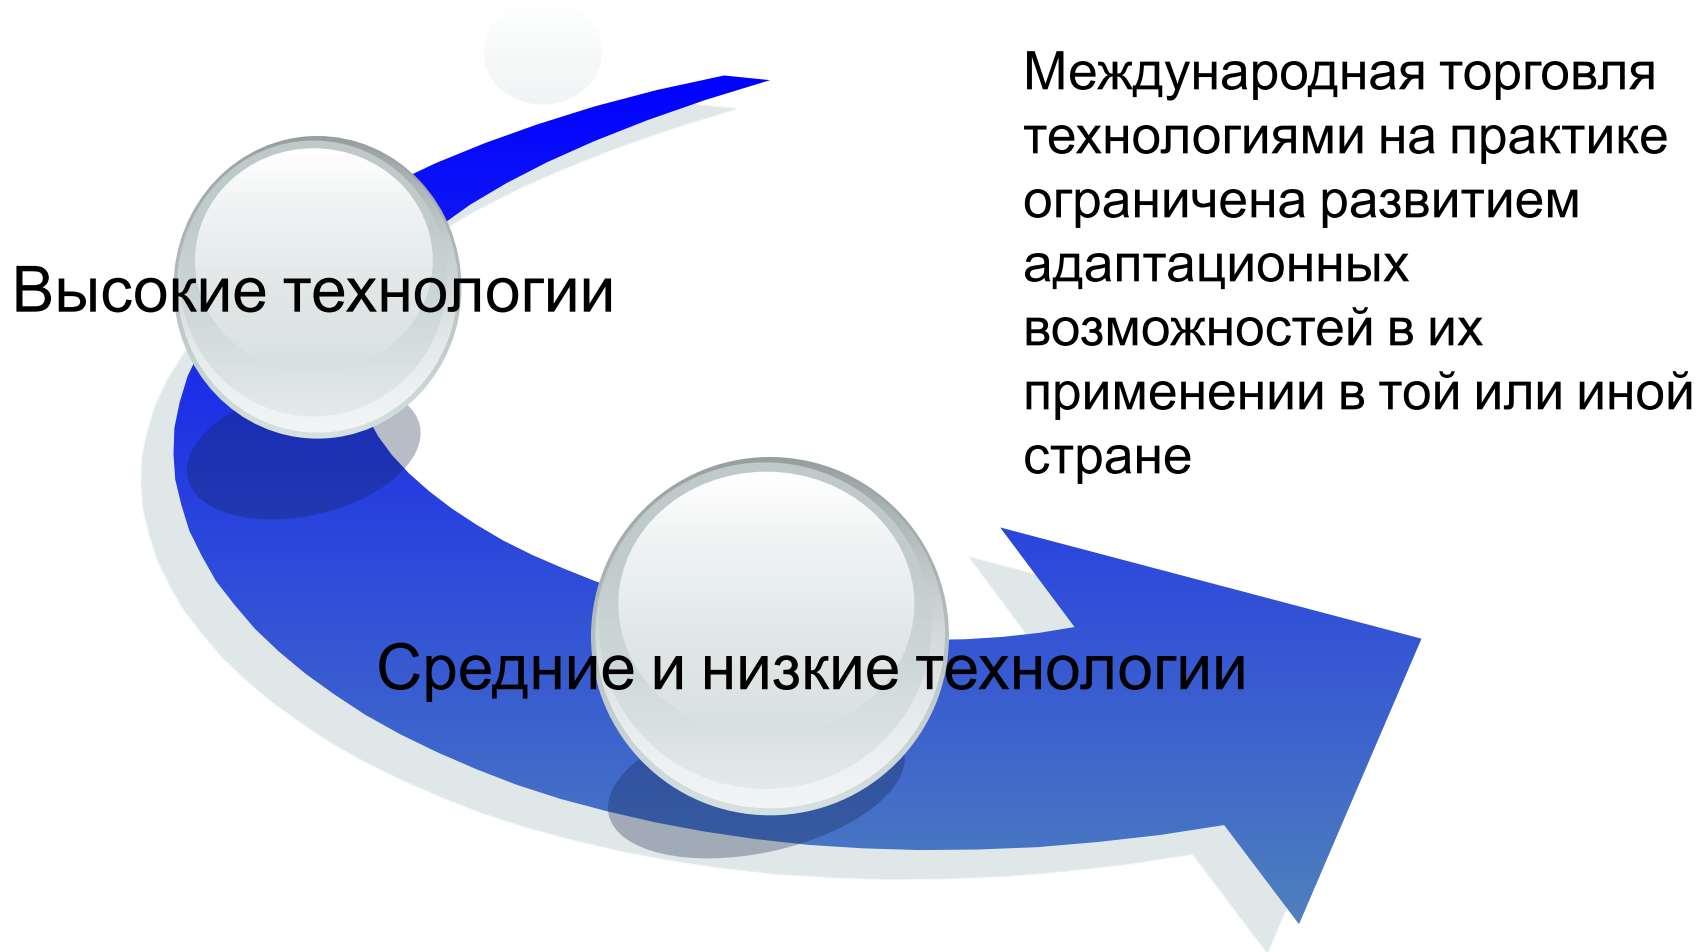 Международная торговля
технологиями на практике
ограничена развитием
адаптационных
возможностей в их
применении в той или иной
стране
Высокие технологии
Средние и низкие технологии